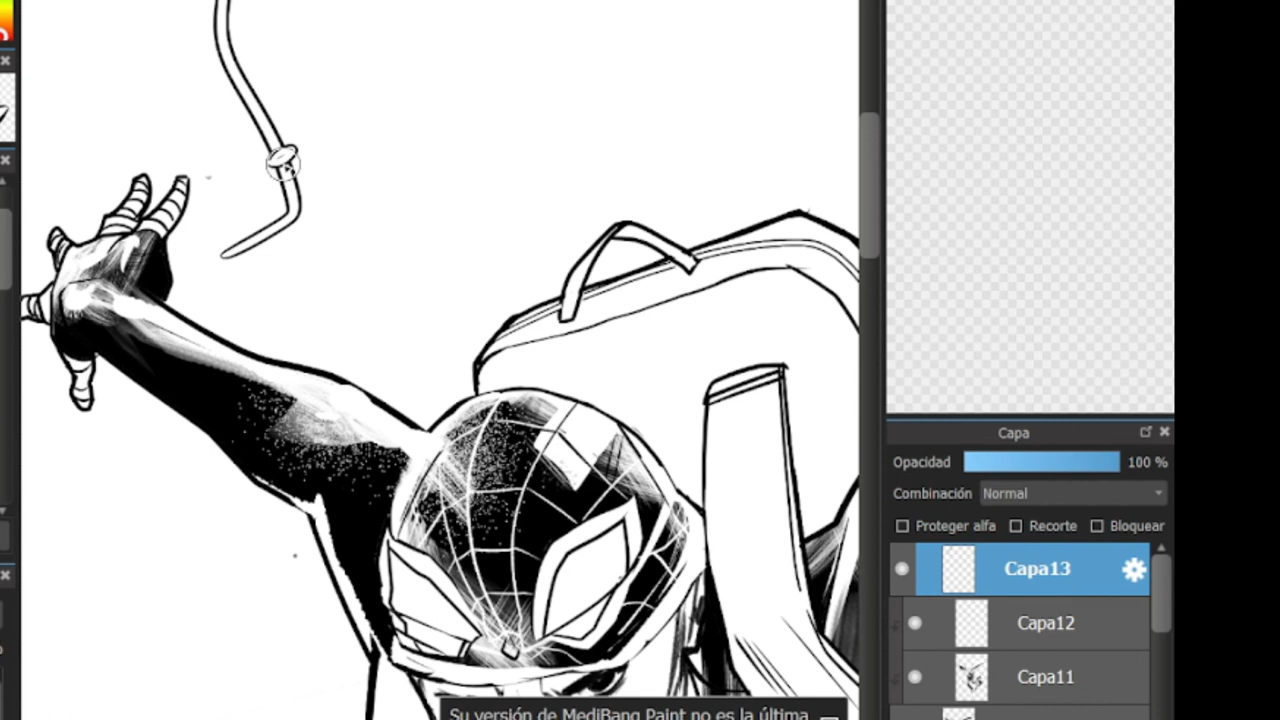 Capa
Opacidad 100 %
Combinación Normal
Proteger alfa Recorte Bloquear
Capa13
Capa12
Capa11
Su versión de MediBang Paint no es la última